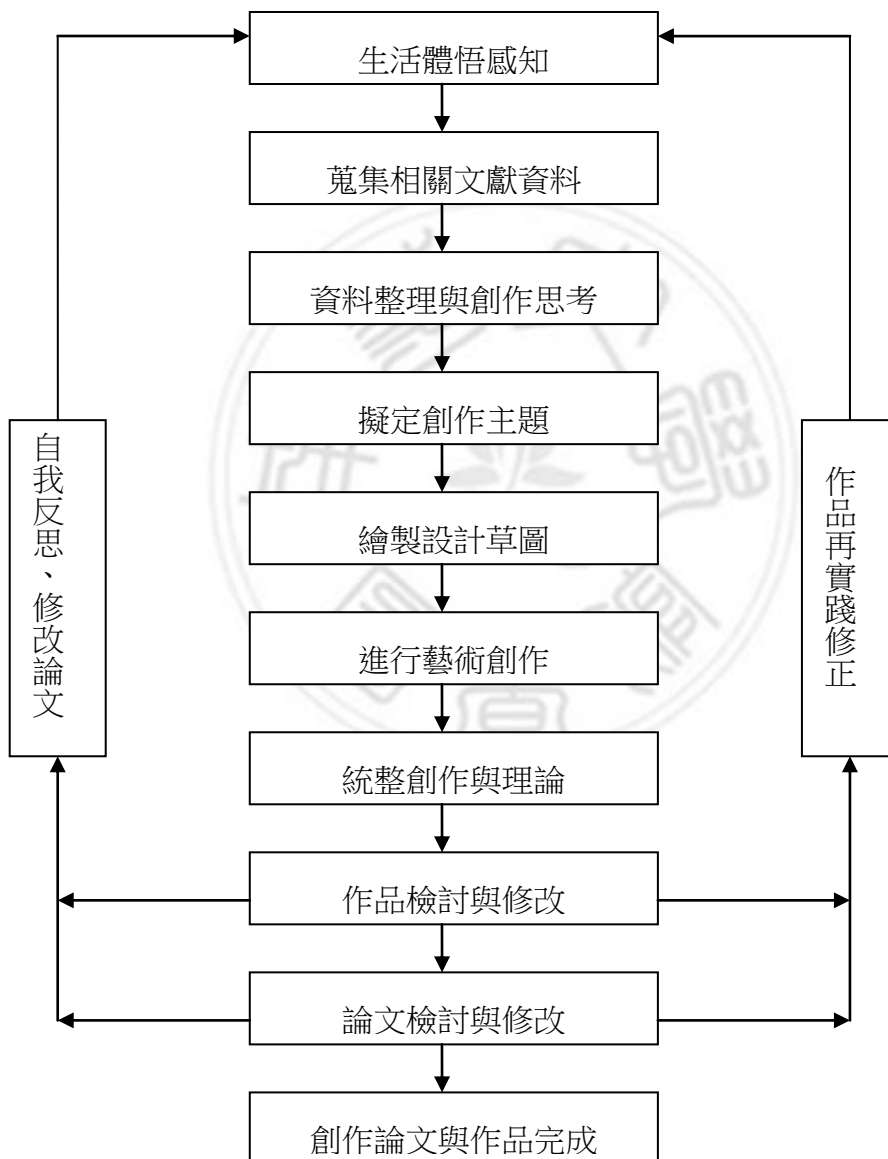 生活體悟感知
蒐集相關文獻資料
資料整理與創作思考
擬定創作主題
繪製設計草圖
進行藝術創作
統整創作與理論
作品檢討與修改
論文檢討與修改
創作論文與作品完成
自我反思、修改論文
作品再實踐修正